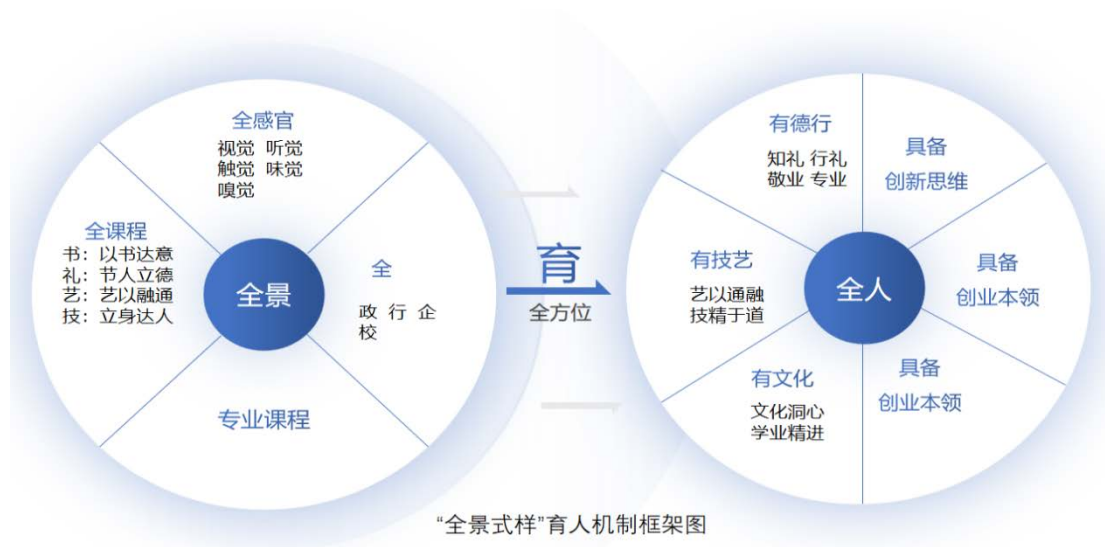 全感官
视觉 听觉
触觉 味觉
嗅觉
全课程
书：以书达意
礼：节人立德
艺：艺以融通
技：立身达人
全景
全
政 行 企
校
专业课程
育
全方位
有德行
知礼 行礼
敬业 专业
具备
创新思维
有技艺
艺以通融
技精于道
全人
具备
创业本领
有文化
文化洞心
学业精进
具备
创业本领
“全景式样”育人机制框架图